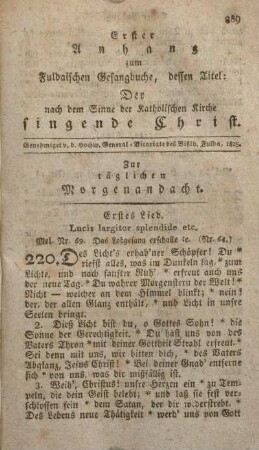 889
Erster
Anhang
zum
Fuldaischen Gesangbuche, dessen Titel:
Der
nach dem Sinne der Katholischen Kirche
singende Christ.
Genehmiget v. d. Hochw. General-Vicariate des Bißth. Fulda. 1825.
Zur
täglichen
Morgenandacht.
Erstes Lied.
Lucis largitor splendide etc.
Mel. Nr. 69. Das Lobgesang erschalle ꝛc. (Nr. 64.)
220. Des Licht's erhab'ner Schöpfer! Du *
riefst alles, was im Dunkeln lag, * zum
Lichte, und nach sanfter Ruh' * erfreut auch uns
der neue Tag. * Du wahrer Morgenstern der Welt! *
Nicht — welcher an dem Himmel blinkt; * nein!
der, der allen Glanz enthält, * und Licht in unsre
Seelen bringt.
2. Dich Licht bist du, o Gottes Sohn! * die
Sonne der Gerechtigkeit. * Du hast uns von des
Vaters Thron * mit deiner Gottheit Strahl erfreut. *
Sei denn mit uns, wir bitten dich, * des Vaters
Abglanz, Jesus Christ! * Bei deiner Gnad' entferne
sich * von uns, was dir mißfällig ist.
3. Weih', Christus! unsre Herzen ein * zu Tem-
peln, die dein Geist belebt; * und laß sie fest ver-
schlossen sein * dem Satan, der dir widerstrebt. *
Des Lebens neue Thätigkeit * werd' uns von Gott